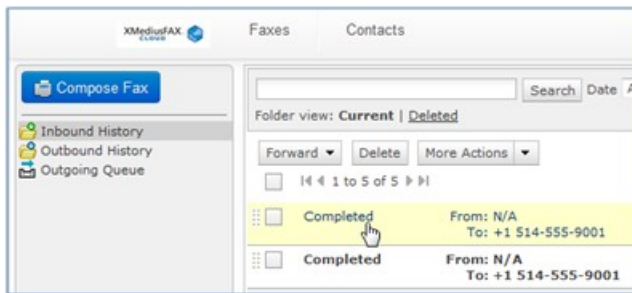 XMediusFAX
CLOUD
Faxes
Contacts
Compose Fax
Inbound History
Outbound History
Outgoing Queue
Search Date A
Folder view: Current | Deleted
Forward Delete More Actions
1 to 5 of 5
Completed From: N/A
To: +1 514-555-9001
Completed From: N/A
To: +1 514-555-9001